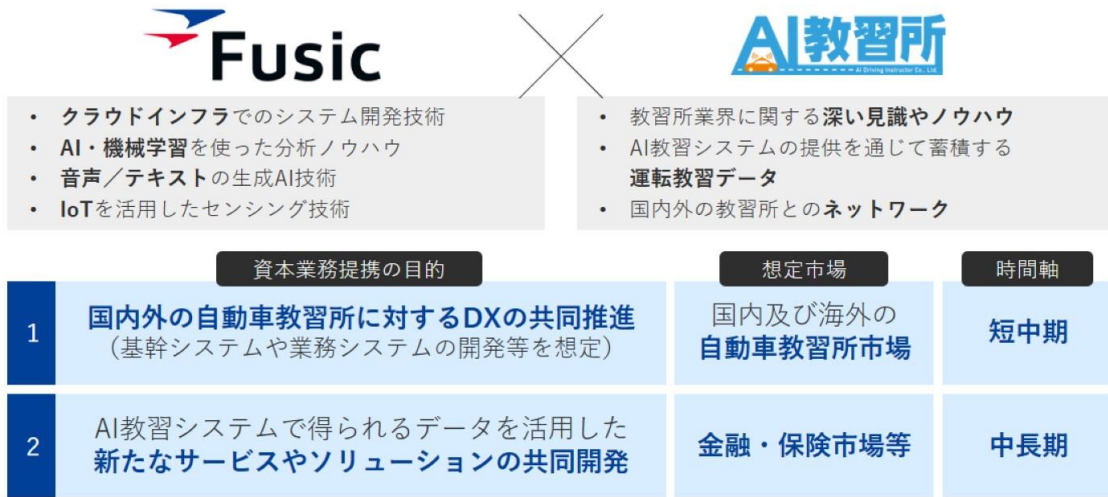 Fusic
AI教習所
AI Driving Instructor Co., Ltd.
・ クラウドインフラでのシステム開発技術
・ AI・機械学習を使った分析ノウハウ
・ 音声／テキストの生成AI技術
・ IoTを活用したセンシング技術
・ 教習所業界に関する深い見識やノウハウ
・ AI教習システムの提供を通じて蓄積する
運転教習データ
・ 国内外の教習所とのネットワーク
資本業務提携の目的
想定市場
時間軸
1
国内外の自動車教習所に対するDXの共同推進
（基幹システムや業務システムの開発等を想定）
国内及び海外の
自動車教習所市場
短中期
2
AI教習システムで得られるデータを活用した
新たなサービスやソリューションの共同開発
金融・保険市場等
中長期